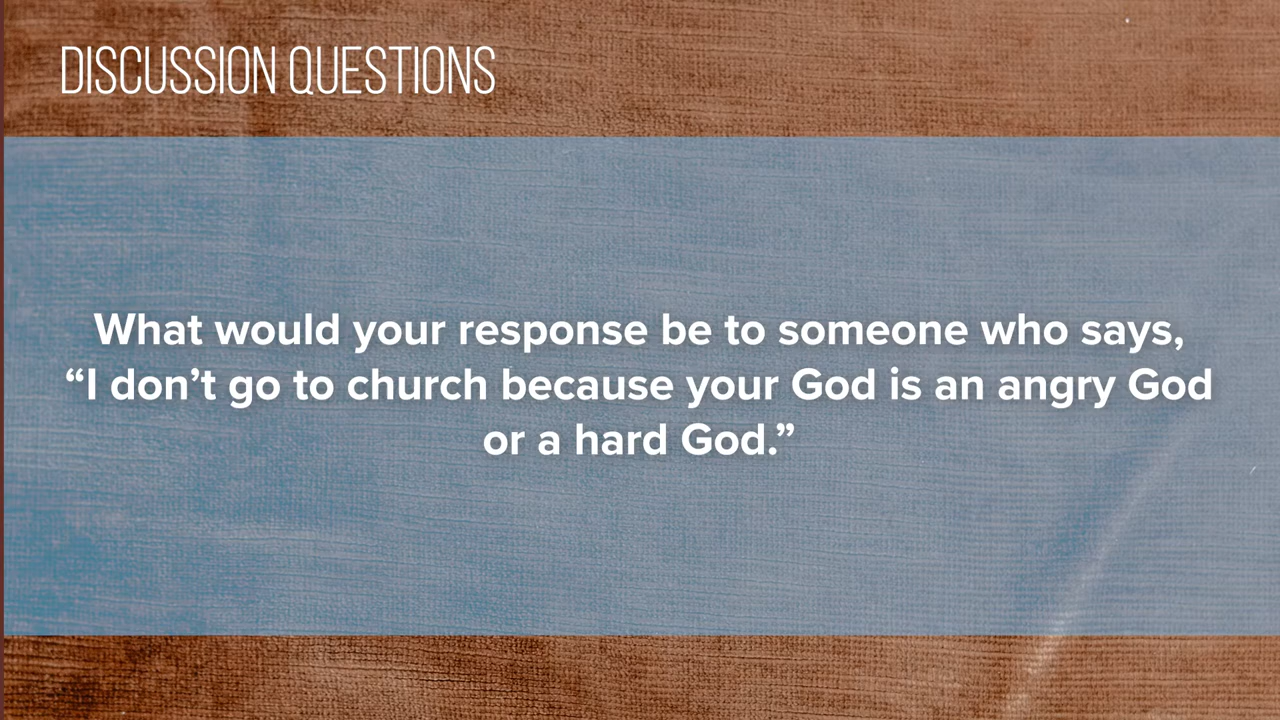 DISCUSSION QUESTIONS
What would your response be to someone who says,
“I don’t go to church because your God is an angry God
or a hard God.”